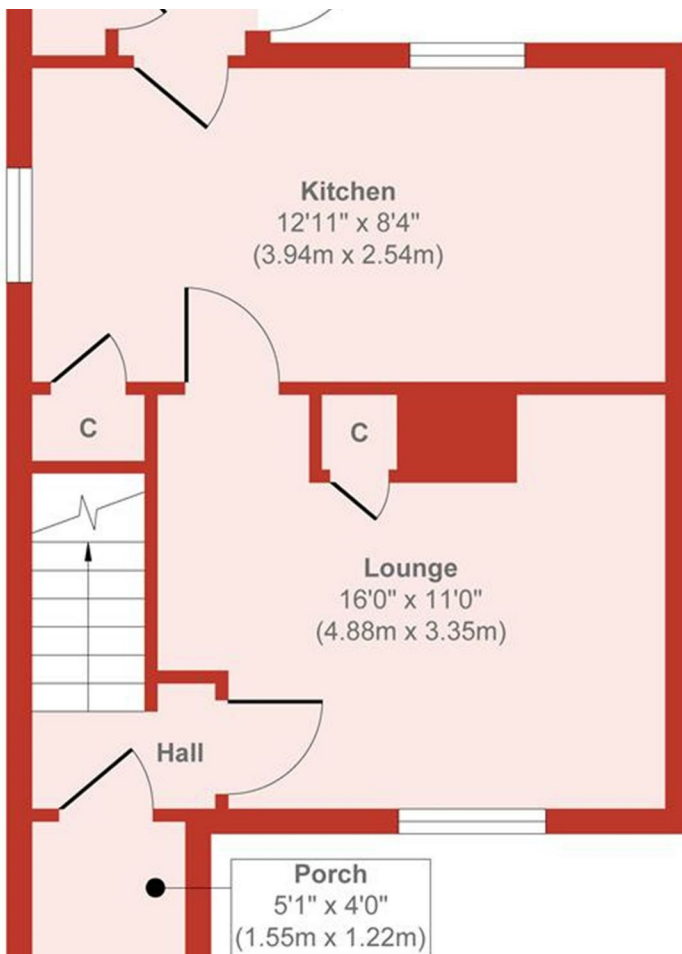 Kitchen
12'11" x 8'4"
(3.94m x 2.54m)
C
C
Lounge
16'0" x 11'0"
(4.88m x 3.35m)
Hall
Porch
5'1" x 4'0"
(1.55m x 1.22m)